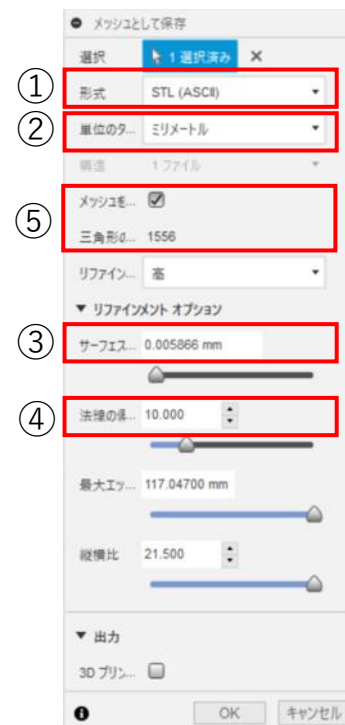 メッシュとして保存
選択 1 選択済み ×
① 形式 STL (ASCII)
② 単位のタ... ミリメートル
構造 1 ファイル
⑤ メッシュを...
三角形の... 1556
リファイン... 高
▼ リファインメント オプション
③ サーフェス... 0.005866 mm
④ 法線の偏... 10.000
最大エッ... 117.04700 mm
縦横比 21.500
▼ 出力
3D プリン...
OK キャンセル